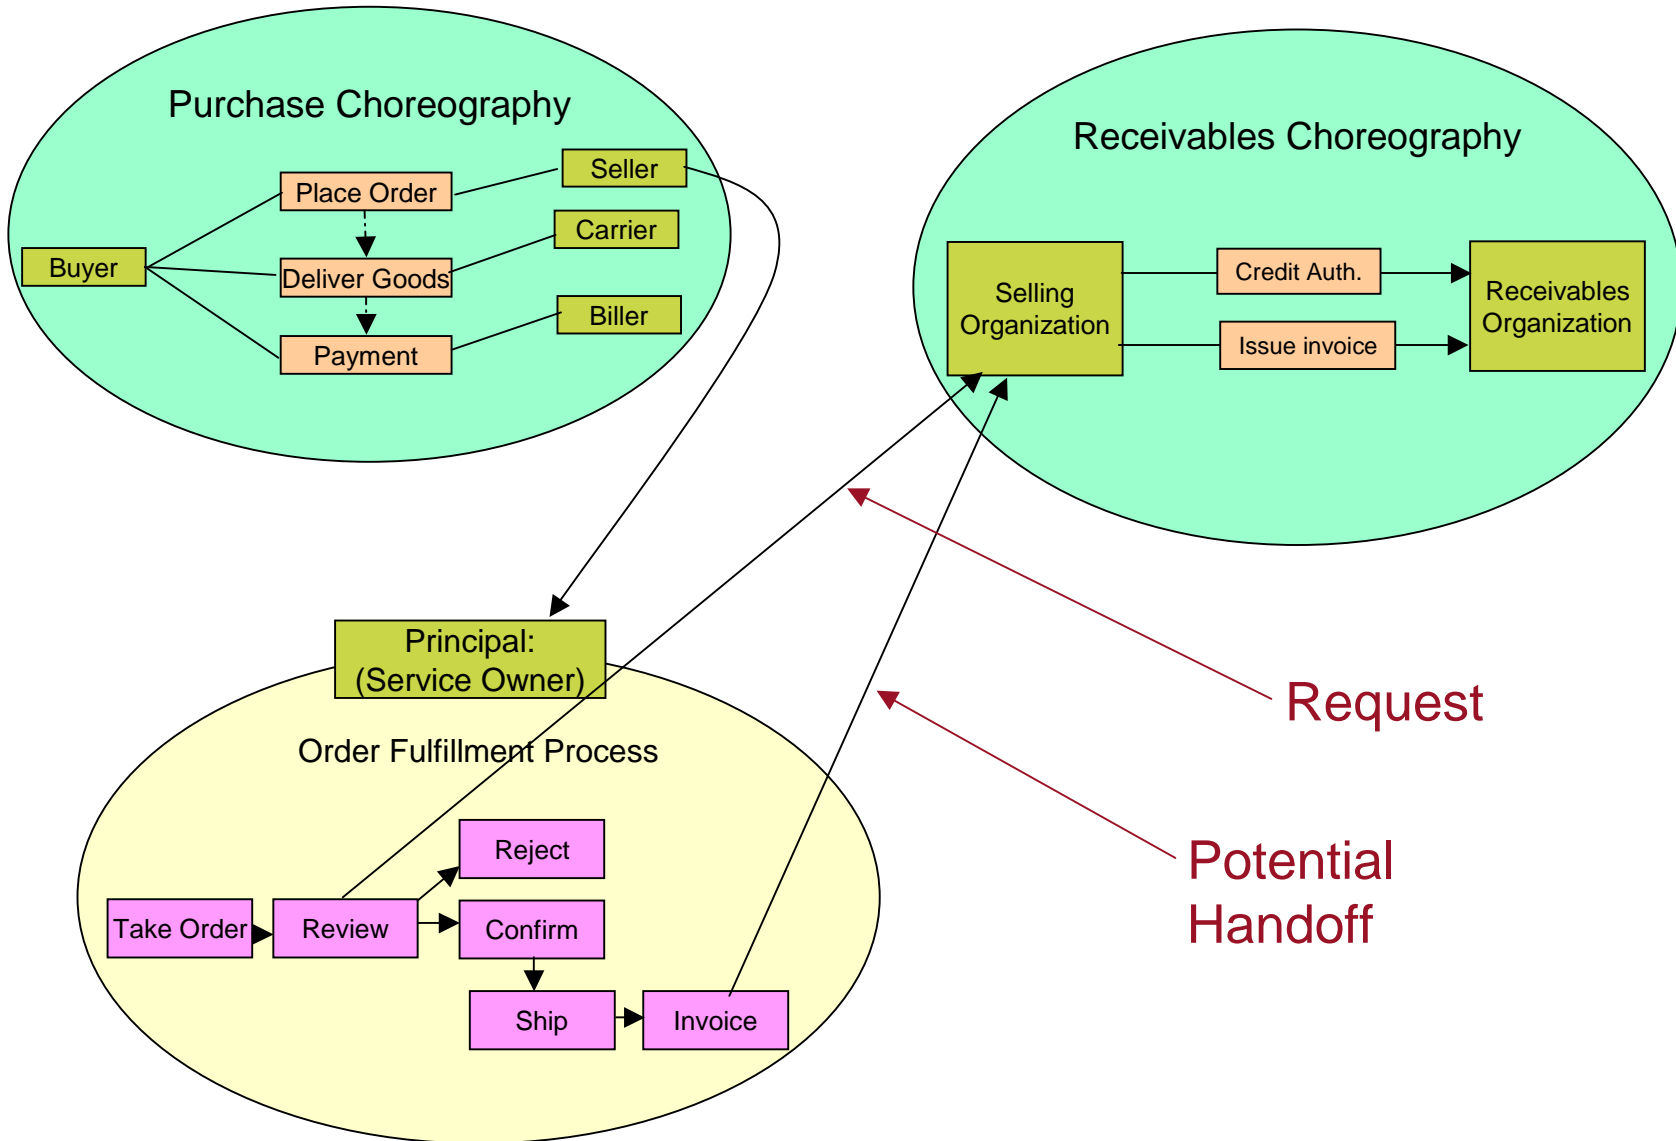 Purchase Choreography
Place Order
Seller
Carrier
Buyer
Deliver Goods
Biller
Payment
Receivables Choreography
Selling
Organization
Credit Auth.
Issue invoice
Receivables
Organization
Principal:
(Service Owner)
Order Fulfillment Process
Reject
Take Order
Review
Confirm
Ship
Invoice
Request
Potential
Handoff